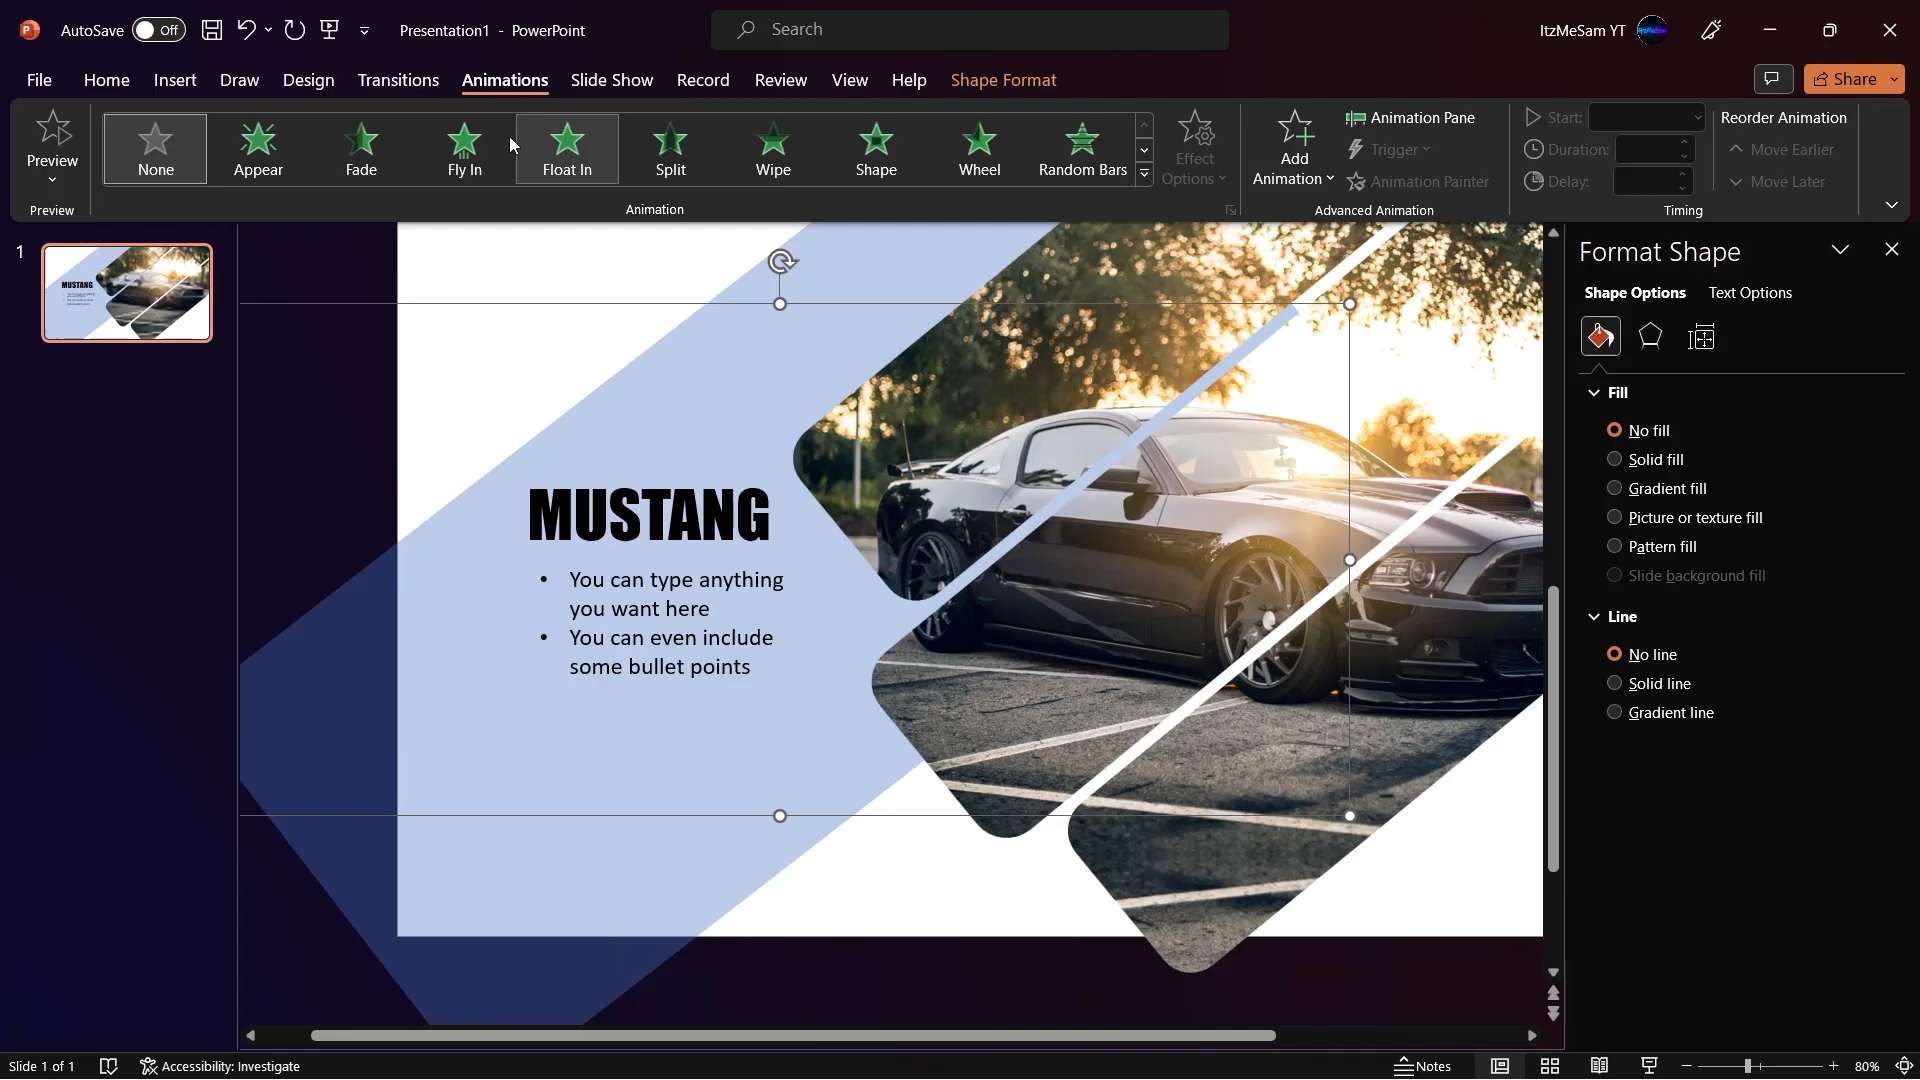 AutoSave Off Presentation1 - PowerPoint Search ItzMeSam YT
File Home Insert Draw Design Transitions Animations Slide Show Record Review View Help Shape Format Share
Preview
None Appear Fade Fly In Float In Split Wipe Shape Wheel Random Bars
Effect
Options
Add
Animation
Animation Pane
Trigger
Animation Painter
Start:
Duration:
Delay:
Reorder Animation
Move Earlier
Move Later
Preview Animation Advanced Animation Timing
1
MUSTANG
• You can type anything
you want here
• You can even include
some bullet points
Format Shape
Shape Options Text Options
Fill
No fill
Solid fill
Gradient fill
Picture or texture fill
Pattern fill
Slide background fill
Line
No line
Solid line
Gradient line
Slide 1 of 1 Accessibility: Investigate Notes 80%